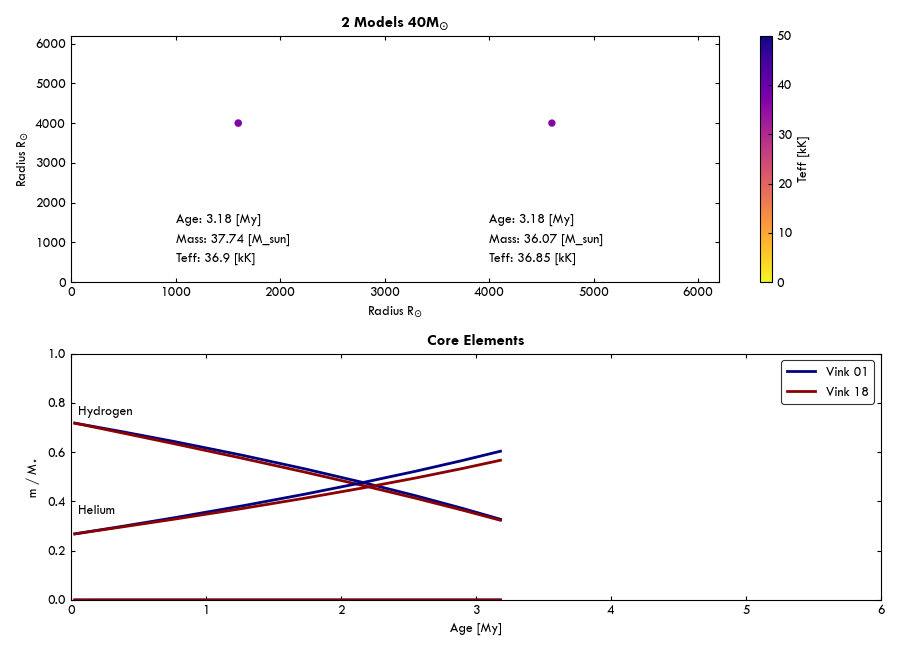 2 Models 40M☉
6000
5000
4000
3000
2000
1000
0
Radius R☉
Age: 3.18 [My]
Mass: 37.74 [M_sun]
Teff: 36.9 [kK]
Age: 3.18 [My]
Mass: 36.07 [M_sun]
Teff: 36.85 [kK]
0 1000 2000 3000 4000 5000 6000
Radius R☉
50
40
30
20
10
0
Teff [kK]
Core Elements
1.0
0.8
0.6
0.4
0.2
0.0
m / M⋆
Hydrogen
Helium
Vink 01
Vink 18
0 1 2 3 4 5 6
Age [My]